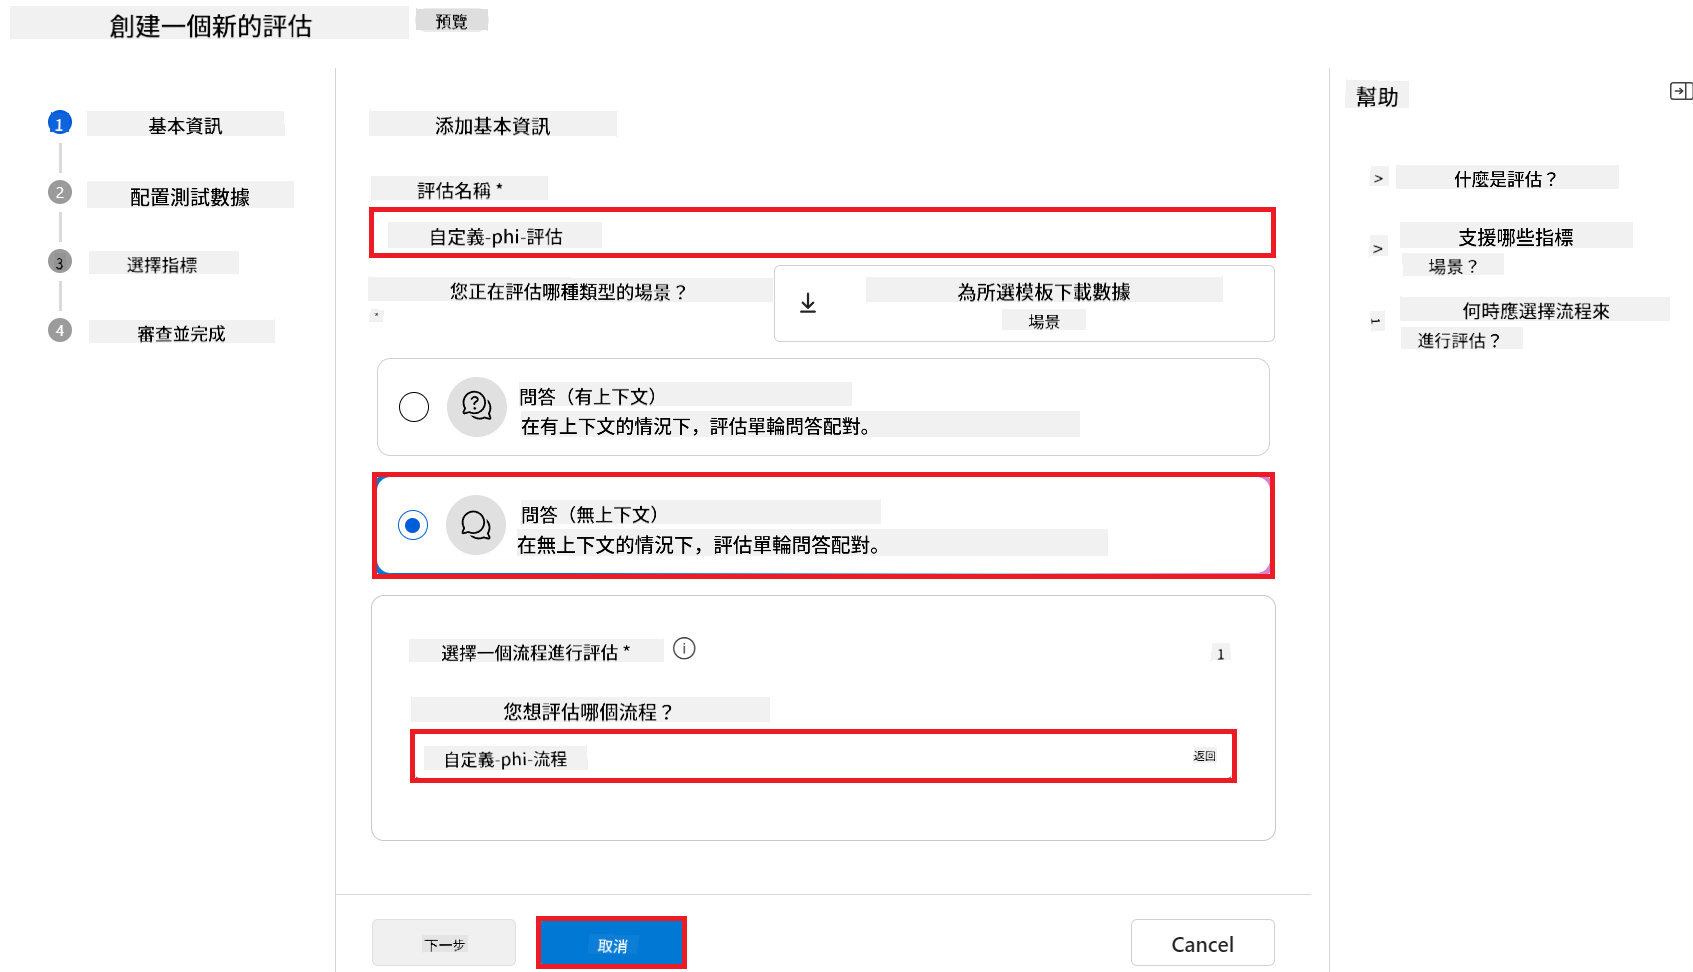 創建一個新的評估
預覽
1
基本資訊
2
配置測試數據
3
選擇指標
4
審查並完成
添加基本資訊
評估名稱 *
自定義-phi-評估
您正在評估哪種類型的場景？
*
為所選模板下載數據
場景
問答（有上下文）
在有上下文的情況下，評估單輪問答配對。
問答（無上下文）
在無上下文的情況下，評估單輪問答配對。
選擇一個流程進行評估 *
1
您想評估哪個流程？
自定義-phi-流程
返回
下一步
取消
Cancel
幫助
> 什麼是評估？
> 支援哪些指標
場景？
1 何時應選擇流程來
進行評估？